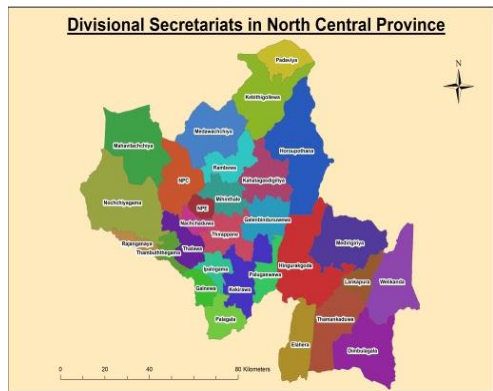 Divisional Secretariats in North Central Province
Padaviya
N
Kebithigollewa
Medawachchiya
Mahavilachchiya
Horoupothana
Rambewa
NPC
Kahatagasdigiliya
Mihinthale
Nochchiyagama
NPE
Nachchaduwa
Galenbindunuwewa
Thirappane
Rajanganaya
Thalawa
Medirigiriya
Thambuththegama
Ipalogama
Palugaswewa
Hingurakgoda
Galnewa
Kekirawa
Lankapura
Welikanda
Palagala
Thamankaduwa
Elahera
Dimbulagala
0 20 40 80 Kilometers